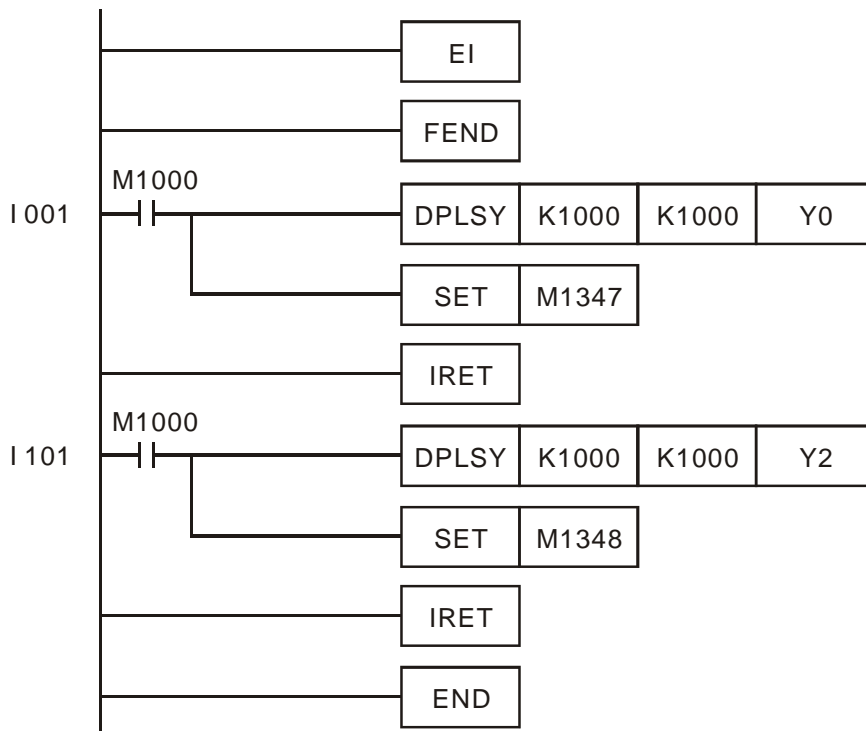 EI
FEND
M1000
I 001
DPLSY K1000 K1000 Y0
SET M1347
IRET
M1000
I 101
DPLSY K1000 K1000 Y2
SET M1348
IRET
END